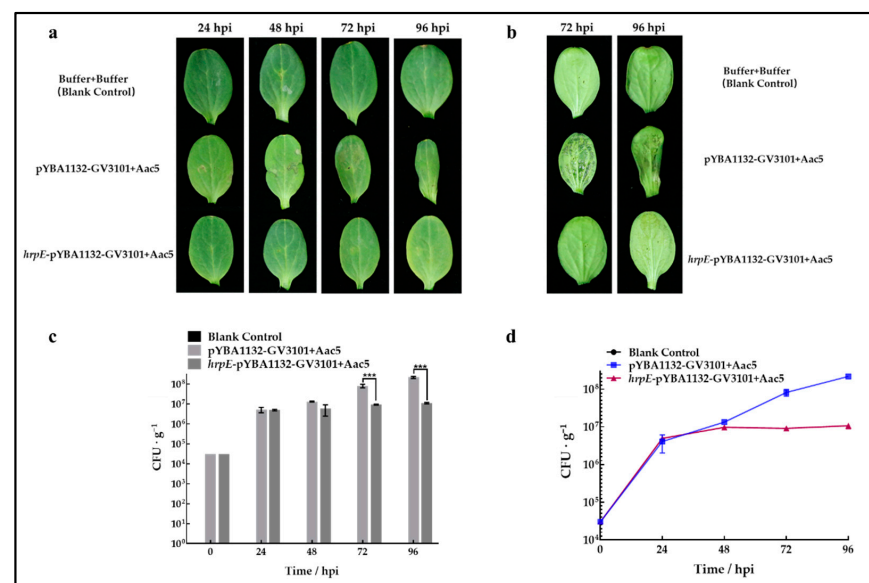 a
24 hpi 48 hpi 72 hpi 96 hpi
Buffer+Buffer
(Blank Control)
pYBA1132-GV3101+Aac5
hrpE-pYBA1132-GV3101+Aac5
b
72 hpi 96 hpi
Buffer+Buffer
(Blank Control)
pYBA1132-GV3101+Aac5
hrpE-pYBA1132-GV3101+Aac5
c
Blank Control
pYBA1132-GV3101+Aac5
hrpE-pYBA1132-GV3101+Aac5
*** ***
CFU · g⁻¹
10⁸
10⁷
10⁶
10⁵
10⁴
10³
10²
10¹
10⁰
0 24 48 72 96
Time / hpi
d
Blank Control
pYBA1132-GV3101+Aac5
hrpE-pYBA1132-GV3101+Aac5
CFU · g⁻¹
10⁸
10⁷
10⁶
10⁵
10⁴
0 24 48 72 96
Time / hpi